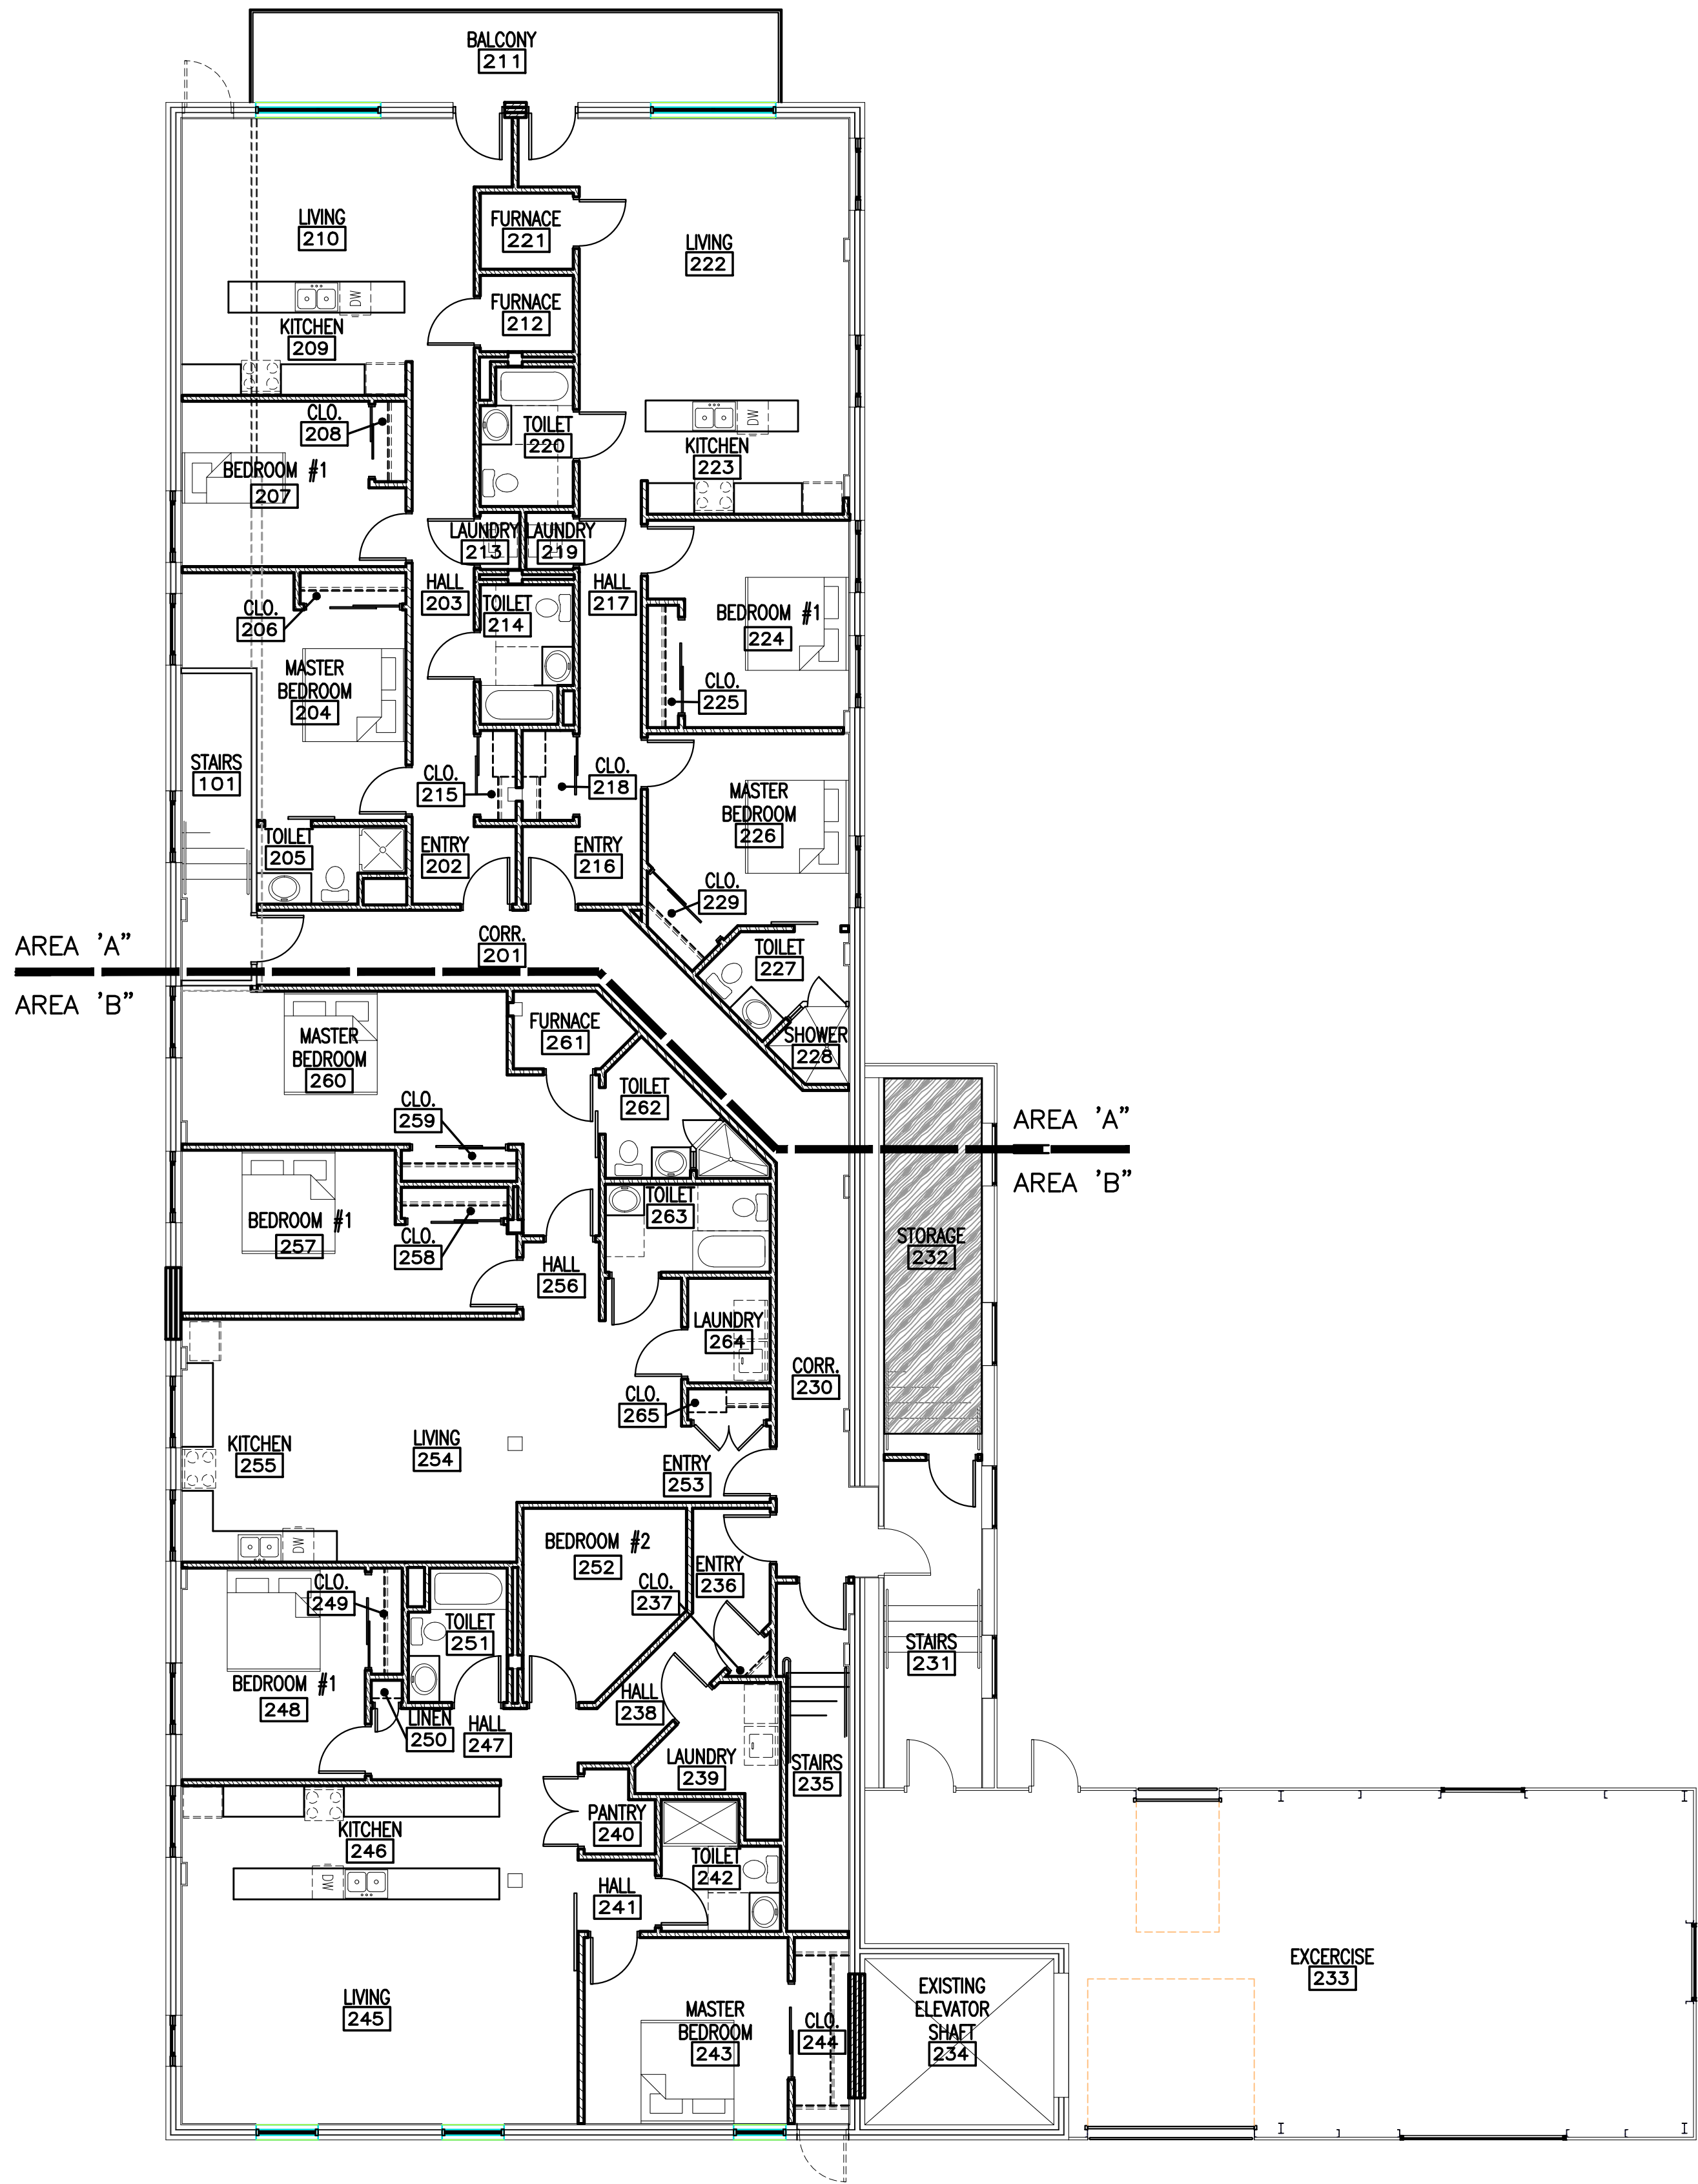 BALCONY
211
LIVING
210
FURNACE
221
LIVING
222
FURNACE
212
DW
KITCHEN
209
CLO.
208
TOILET
220
DW
KITCHEN
223
BEDROOM #1
207
LAUNDRY
213
LAUNDRY
219
HALL
203
HALL
217
CLO.
206
TOILET
214
BEDROOM #1
224
MASTER
BEDROOM
204
CLO.
225
STAIRS
101
CLO.
215
CLO.
218
MASTER
BEDROOM
226
TOILET
205
ENTRY
202
ENTRY
216
CLO.
229
CORR.
201
TOILET
227
AREA 'A"
AREA 'B"
FURNACE
261
MASTER
BEDROOM
260
SHOWER
228
TOILET
262
CLO.
259
AREA 'A"
AREA 'B"
TOILET
263
BEDROOM #1
257
CLO.
258
STORAGE
232
HALL
256
LAUNDRY
264
CORR.
230
CLO.
265
KITCHEN
255
LIVING
254
ENTRY
253
DW
BEDROOM #2
252
ENTRY
236
CLO.
249
CLO.
237
TOILET
251
STAIRS
231
BEDROOM #1
248
HALL
238
LINEN
250
HALL
247
LAUNDRY
239
STAIRS
235
PANTRY
240
KITCHEN
246
DW
TOILET
242
HALL
241
EXCERCISE
233
LIVING
245
MASTER
BEDROOM
243
CLO.
244
EXISTING
ELEVATOR
SHAFT
234